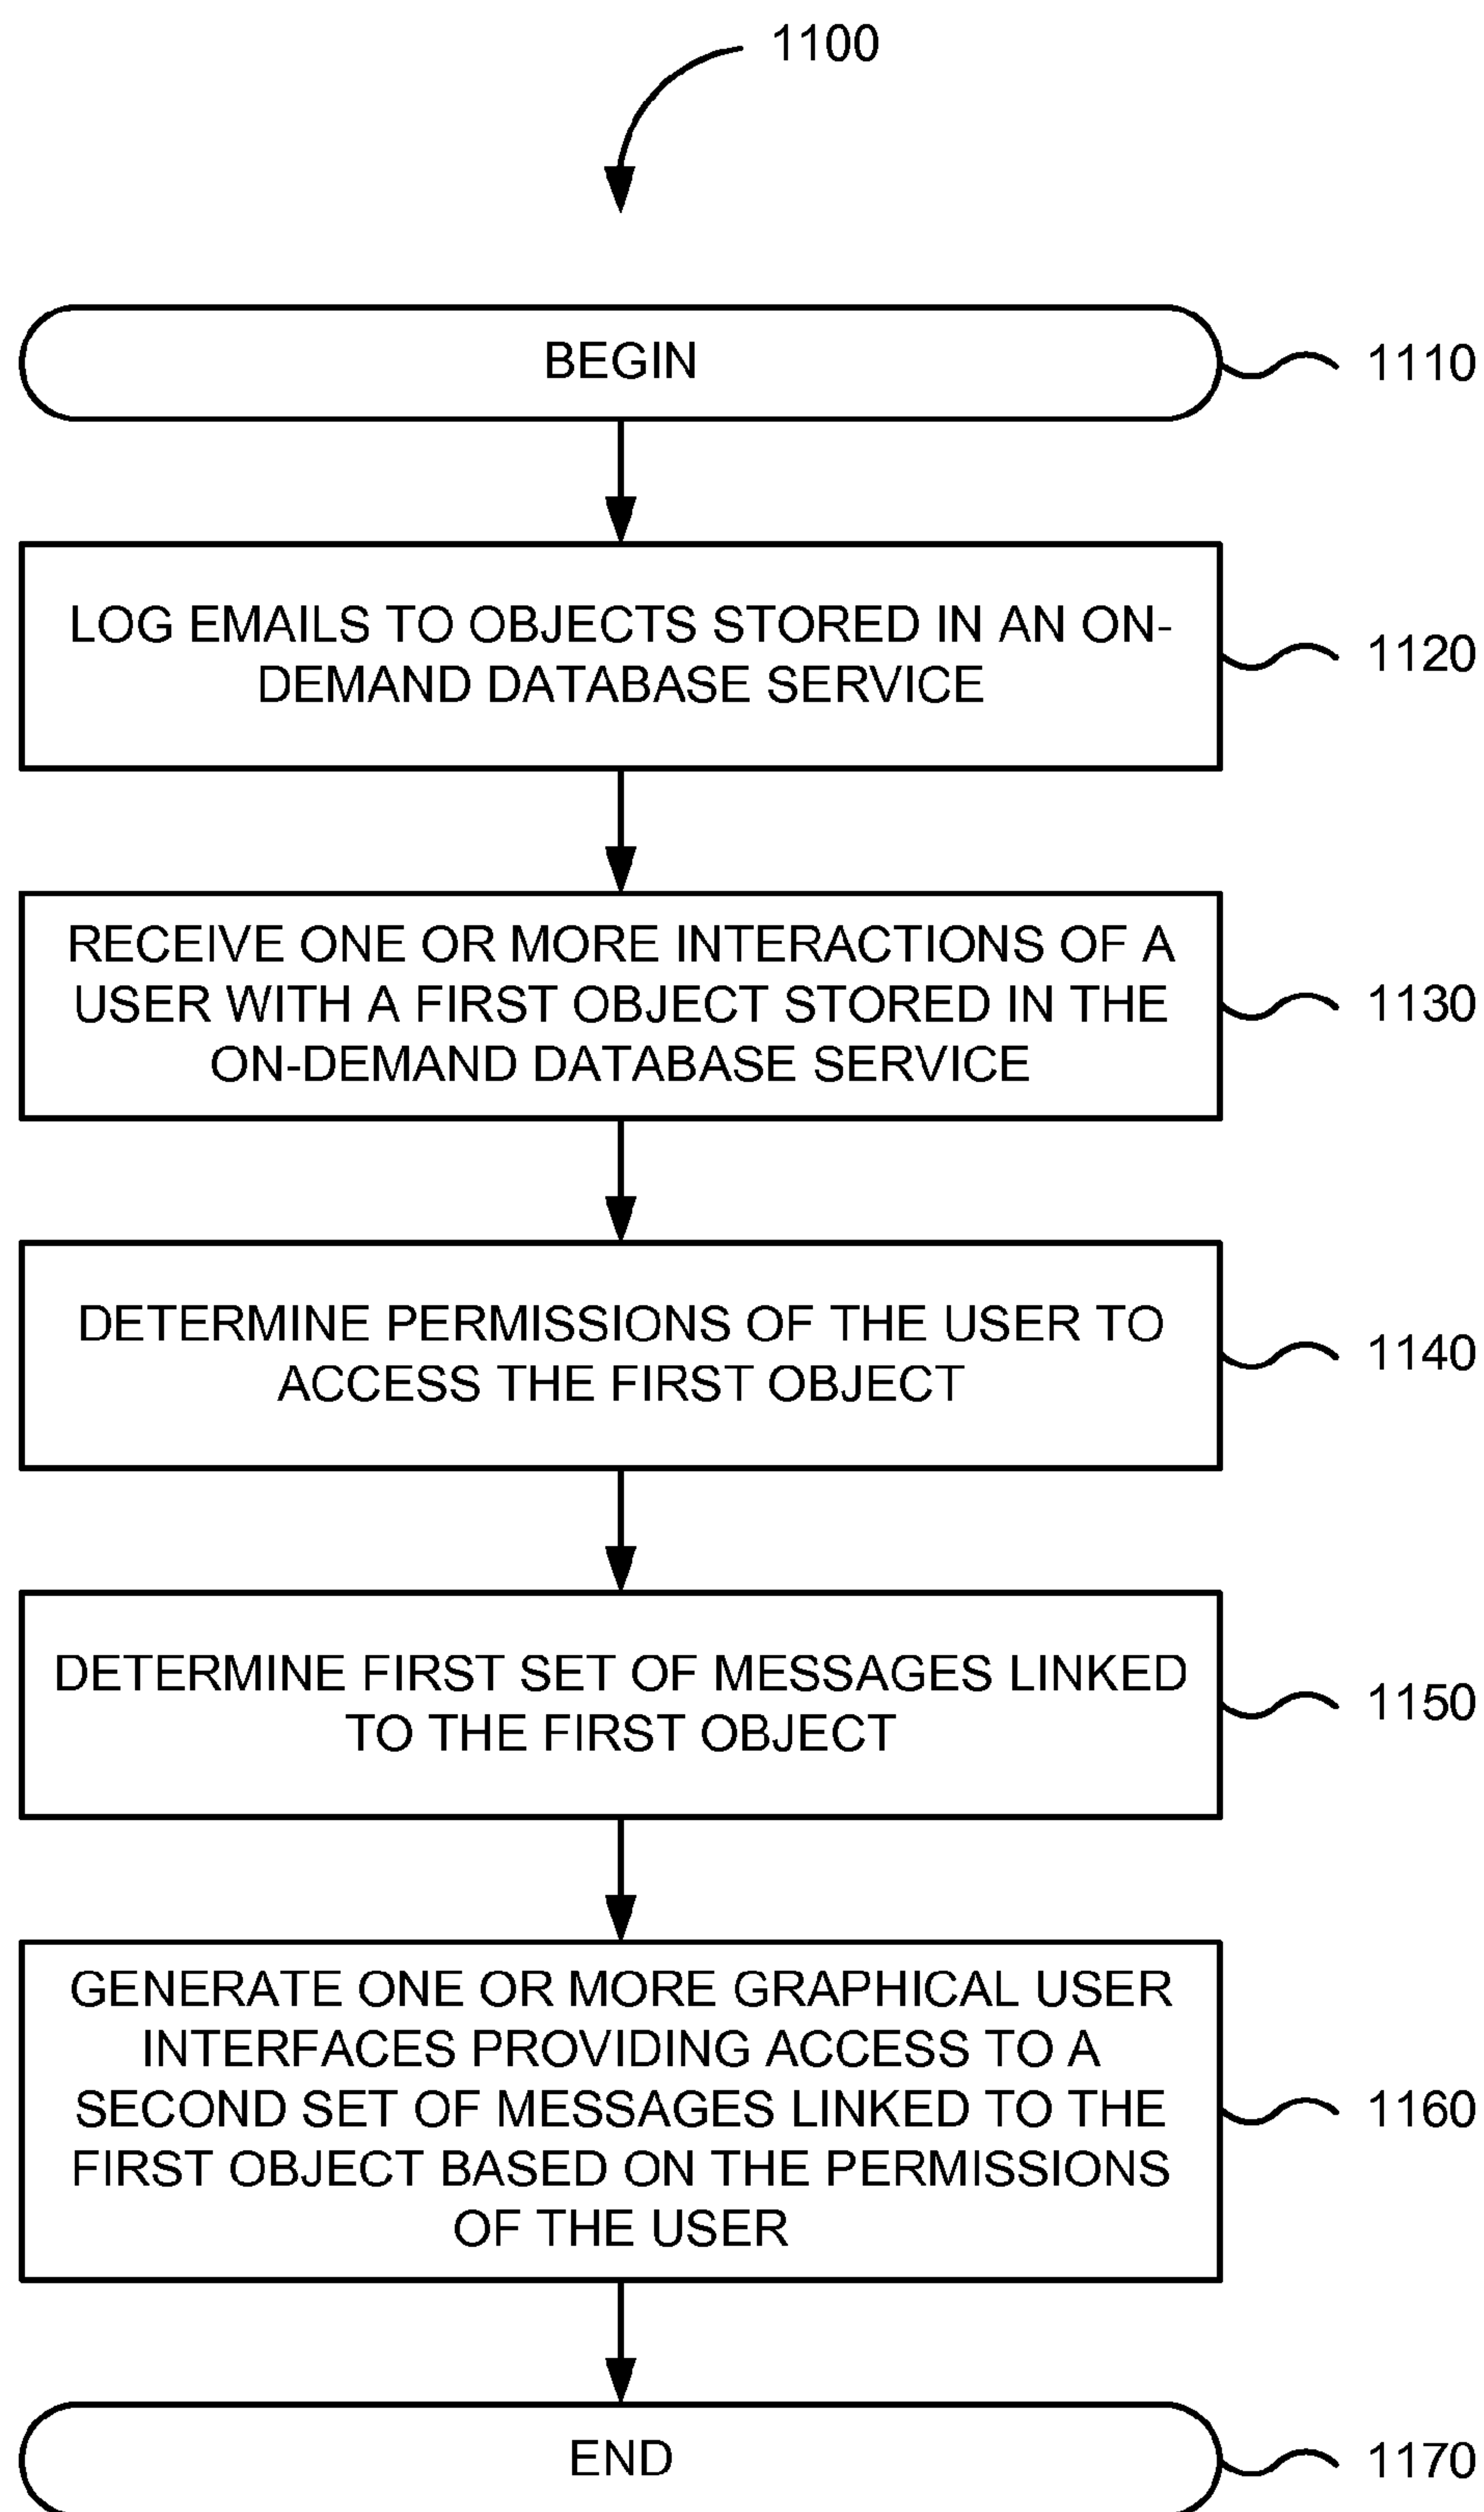 1100
BEGIN
1110
LOG EMAILS TO OBJECTS STORED IN AN ON-
DEMAND DATABASE SERVICE
1120
RECEIVE ONE OR MORE INTERACTIONS OF A
USER WITH A FIRST OBJECT STORED IN THE
ON-DEMAND DATABASE SERVICE
1130
DETERMINE PERMISSIONS OF THE USER TO
ACCESS THE FIRST OBJECT
1140
DETERMINE FIRST SET OF MESSAGES LINKED
TO THE FIRST OBJECT
1150
GENERATE ONE OR MORE GRAPHICAL USER
INTERFACES PROVIDING ACCESS TO A
SECOND SET OF MESSAGES LINKED TO THE
FIRST OBJECT BASED ON THE PERMISSIONS
OF THE USER
1160
END
1170